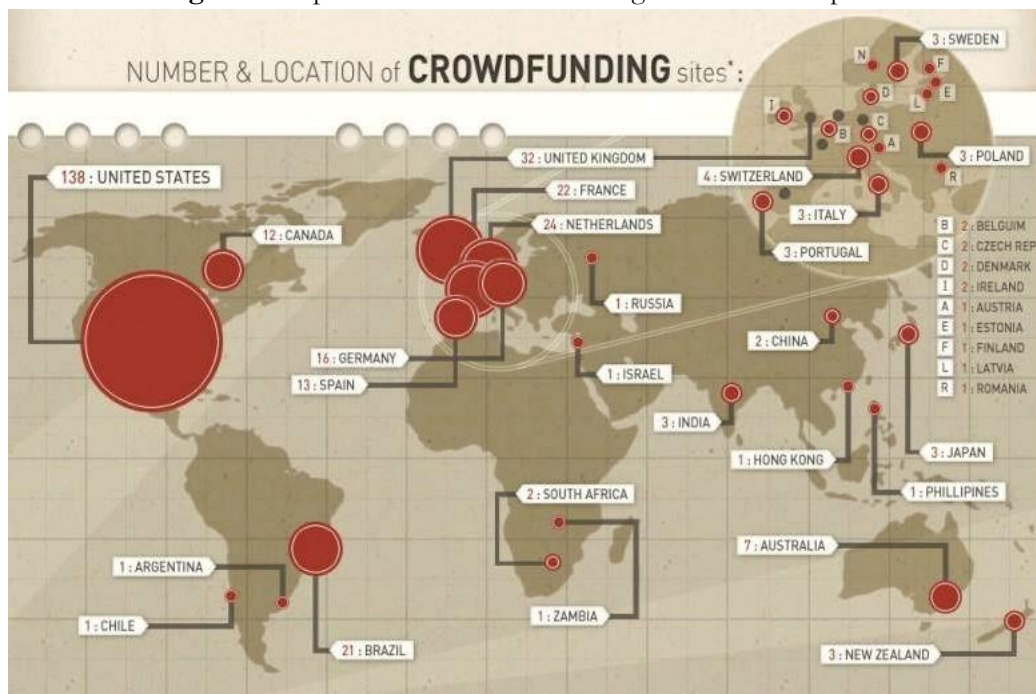 NUMBER & LOCATION of CROWDFUNDING sites*:
3 : SWEDEN
N
F
E
D
L
I
C
B
A
R
32 : UNITED KINGDOM
3 : POLAND
138 : UNITED STATES
4 : SWITZERLAND
22 : FRANCE
3 : ITALY
24 : NETHERLANDS
12 : CANADA
3 : PORTUGAL
B 2 : BELGUIM
C 2 : CZECH REP
D 2 : DENMARK
I 2 : IRELAND
A 1 : AUSTRIA
E 1 : ESTONIA
F 1 : FINLAND
L 1 : LATVIA
R 1 : ROMANIA
1 : RUSSIA
2 : CHINA
16 : GERMANY
1 : ISRAEL
13 : SPAIN
3 : INDIA
3 : JAPAN
1 : HONG KONG
1 : PHILLIPINES
2 : SOUTH AFRICA
7 : AUSTRALIA
1 : ARGENTINA
1 : ZAMBIA
1 : CHILE
21 : BRAZIL
3 : NEW ZEALAND